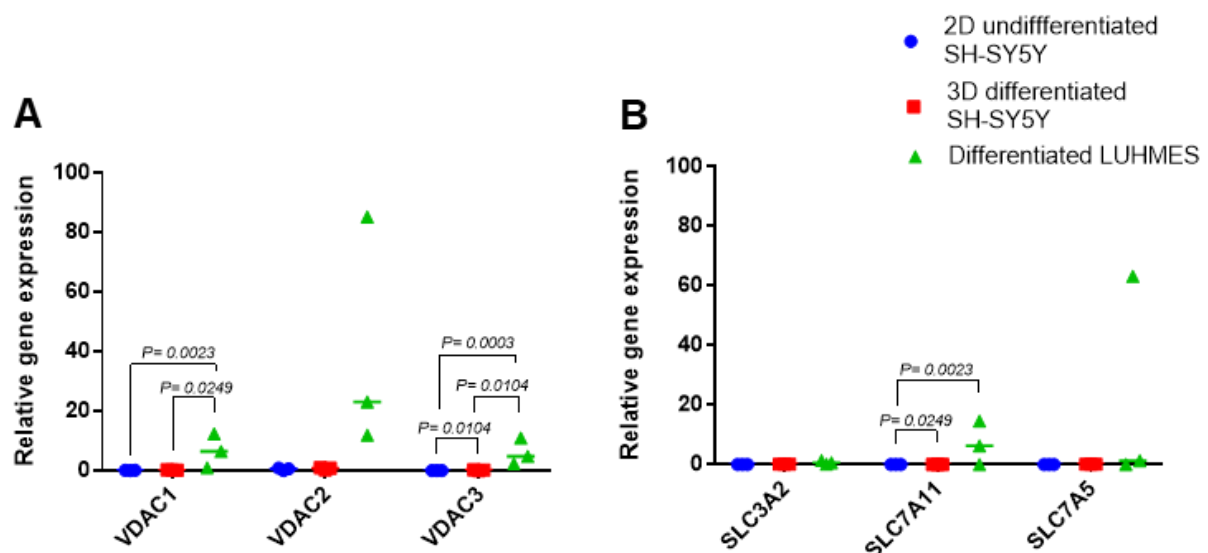 2D undiffferentiated
SH-SY5Y
3D differentiated
SH-SY5Y
Differentiated LUHMES
A
Relative gene expression
100
80
60
40
20
0
P= 0.0023
P= 0.0249
P= 0.0003
P= 0.0104
P= 0.0104
VDAC1
VDAC2
VDAC3
B
Relative gene expression
100
80
60
40
20
0
P= 0.0023
P= 0.0249
SLC3A2
SLC7A11
SLC7A5